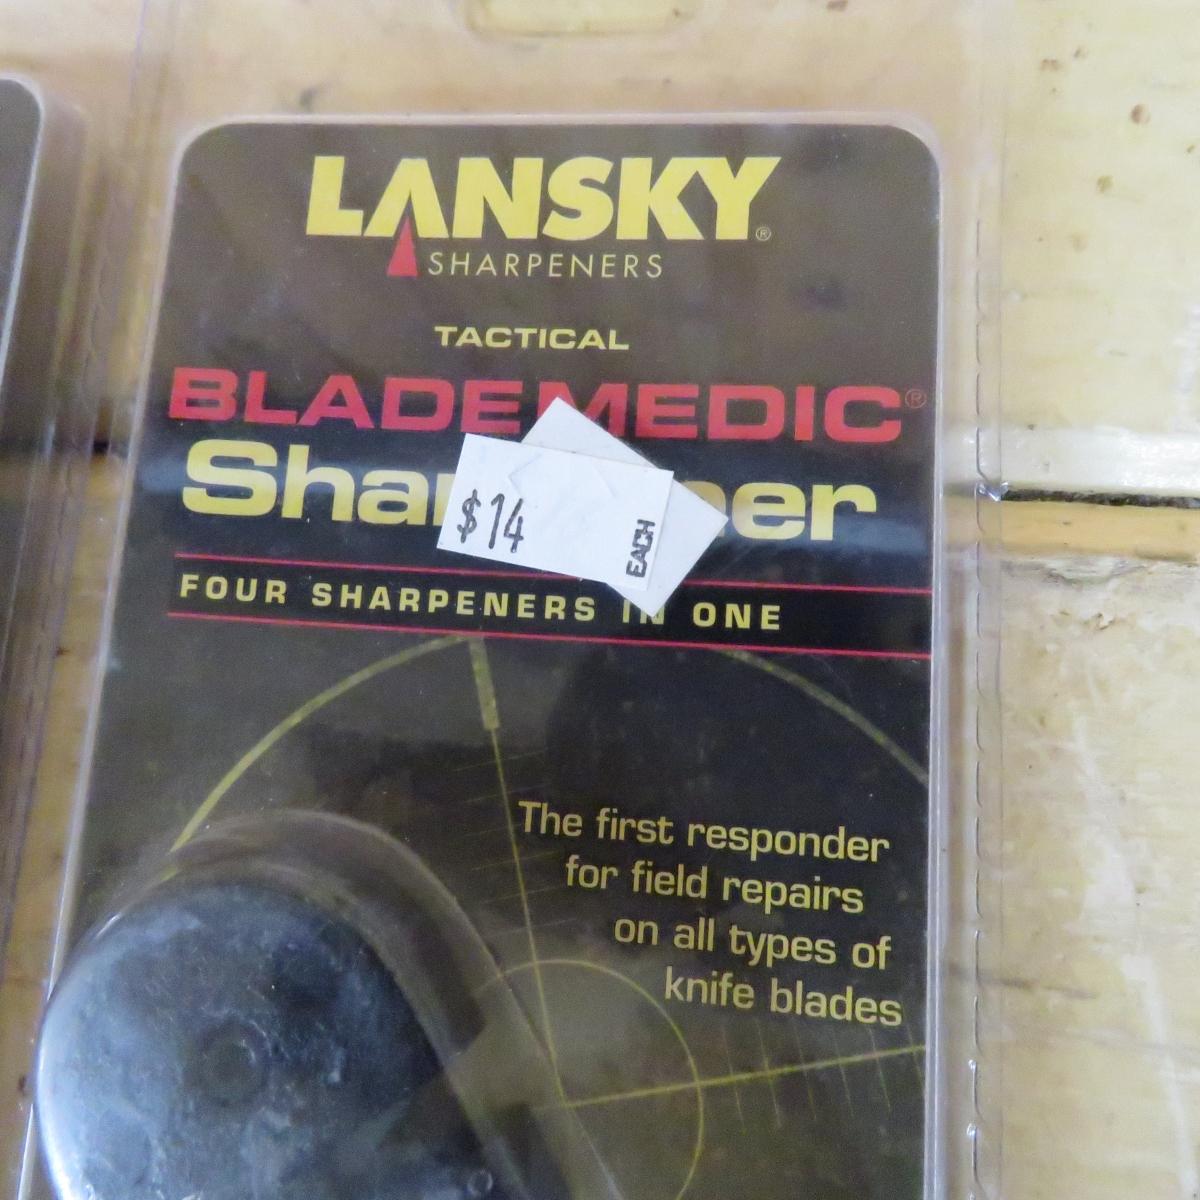 LANSKY®
SHARPENERS
TACTICAL
BLADEMEDIC®
$14
EACH
FOUR SHARPENERS IN ONE
The first responder
for field repairs
on all types of
knife blades